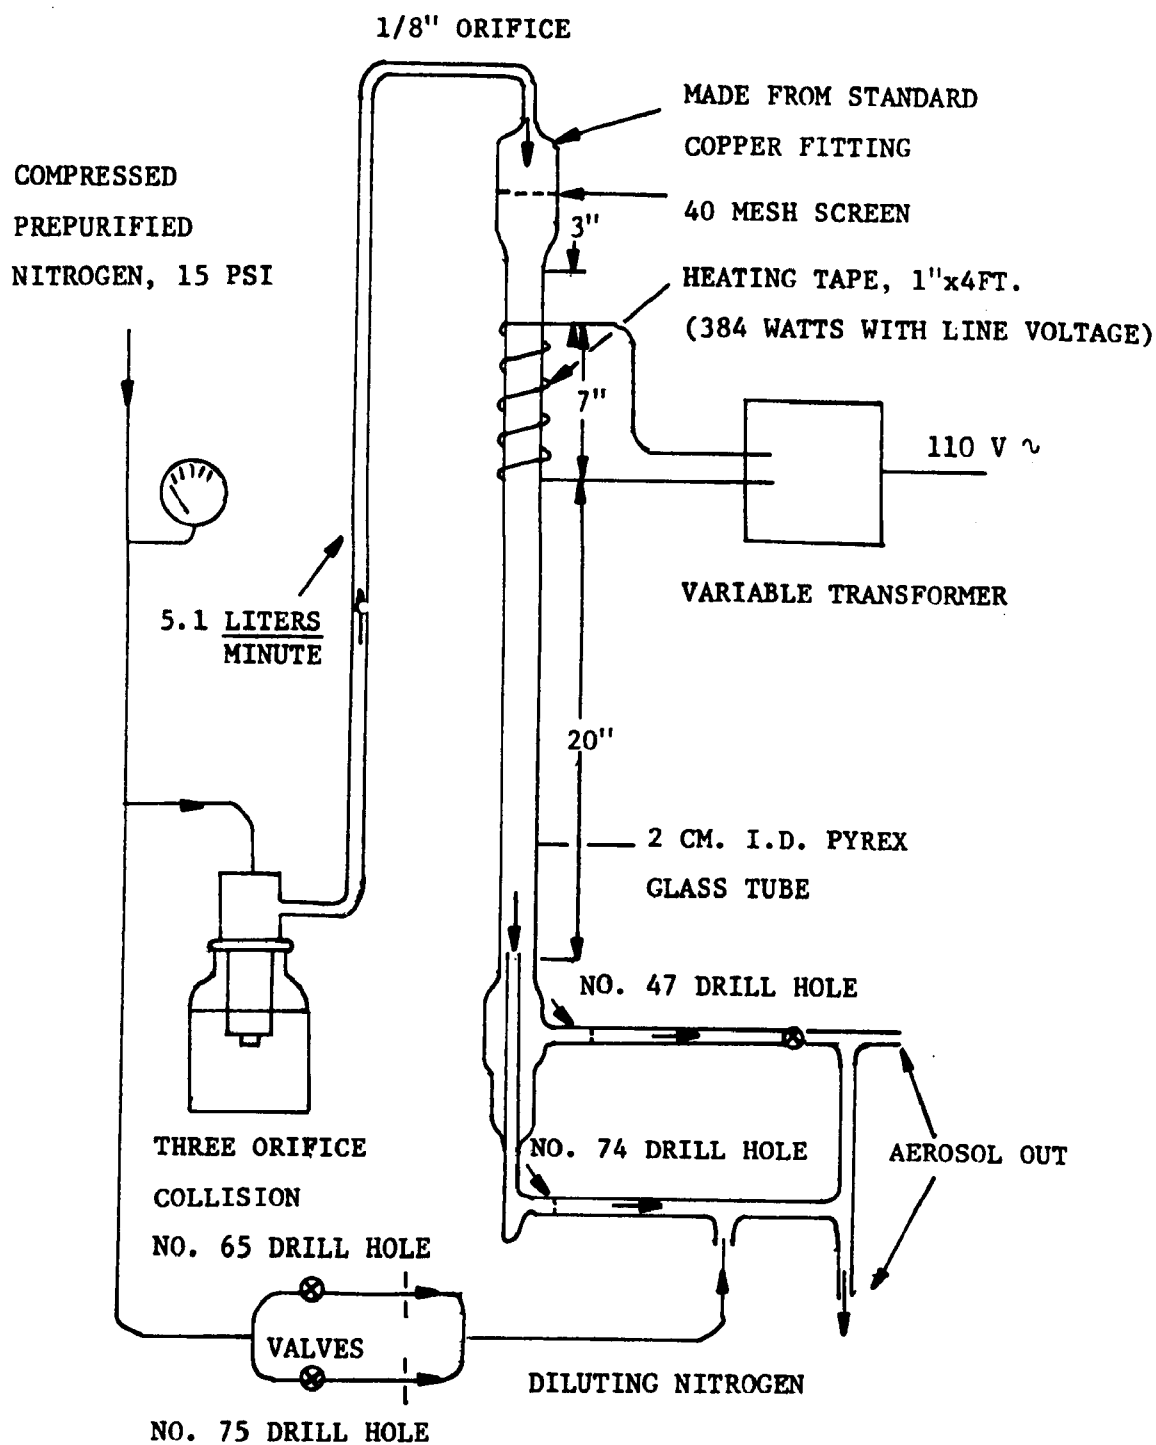 1/8" ORIFICE
MADE FROM STANDARD
COPPER FITTING
COMPRESSED
PREPURIFIED
NITROGEN, 15 PSI
40 MESH SCREEN
3"
HEATING TAPE, 1"x4FT.
(384 WATTS WITH LINE VOLTAGE)
7"
110 V ~
VARIABLE TRANSFORMER
5.1 LITERS
MINUTE
20"
2 CM. I.D. PYREX
GLASS TUBE
NO. 47 DRILL HOLE
THREE ORIFICE
COLLISION
NO. 74 DRILL HOLE
AEROSOL OUT
NO. 65 DRILL HOLE
VALVES
DILUTING NITROGEN
NO. 75 DRILL HOLE